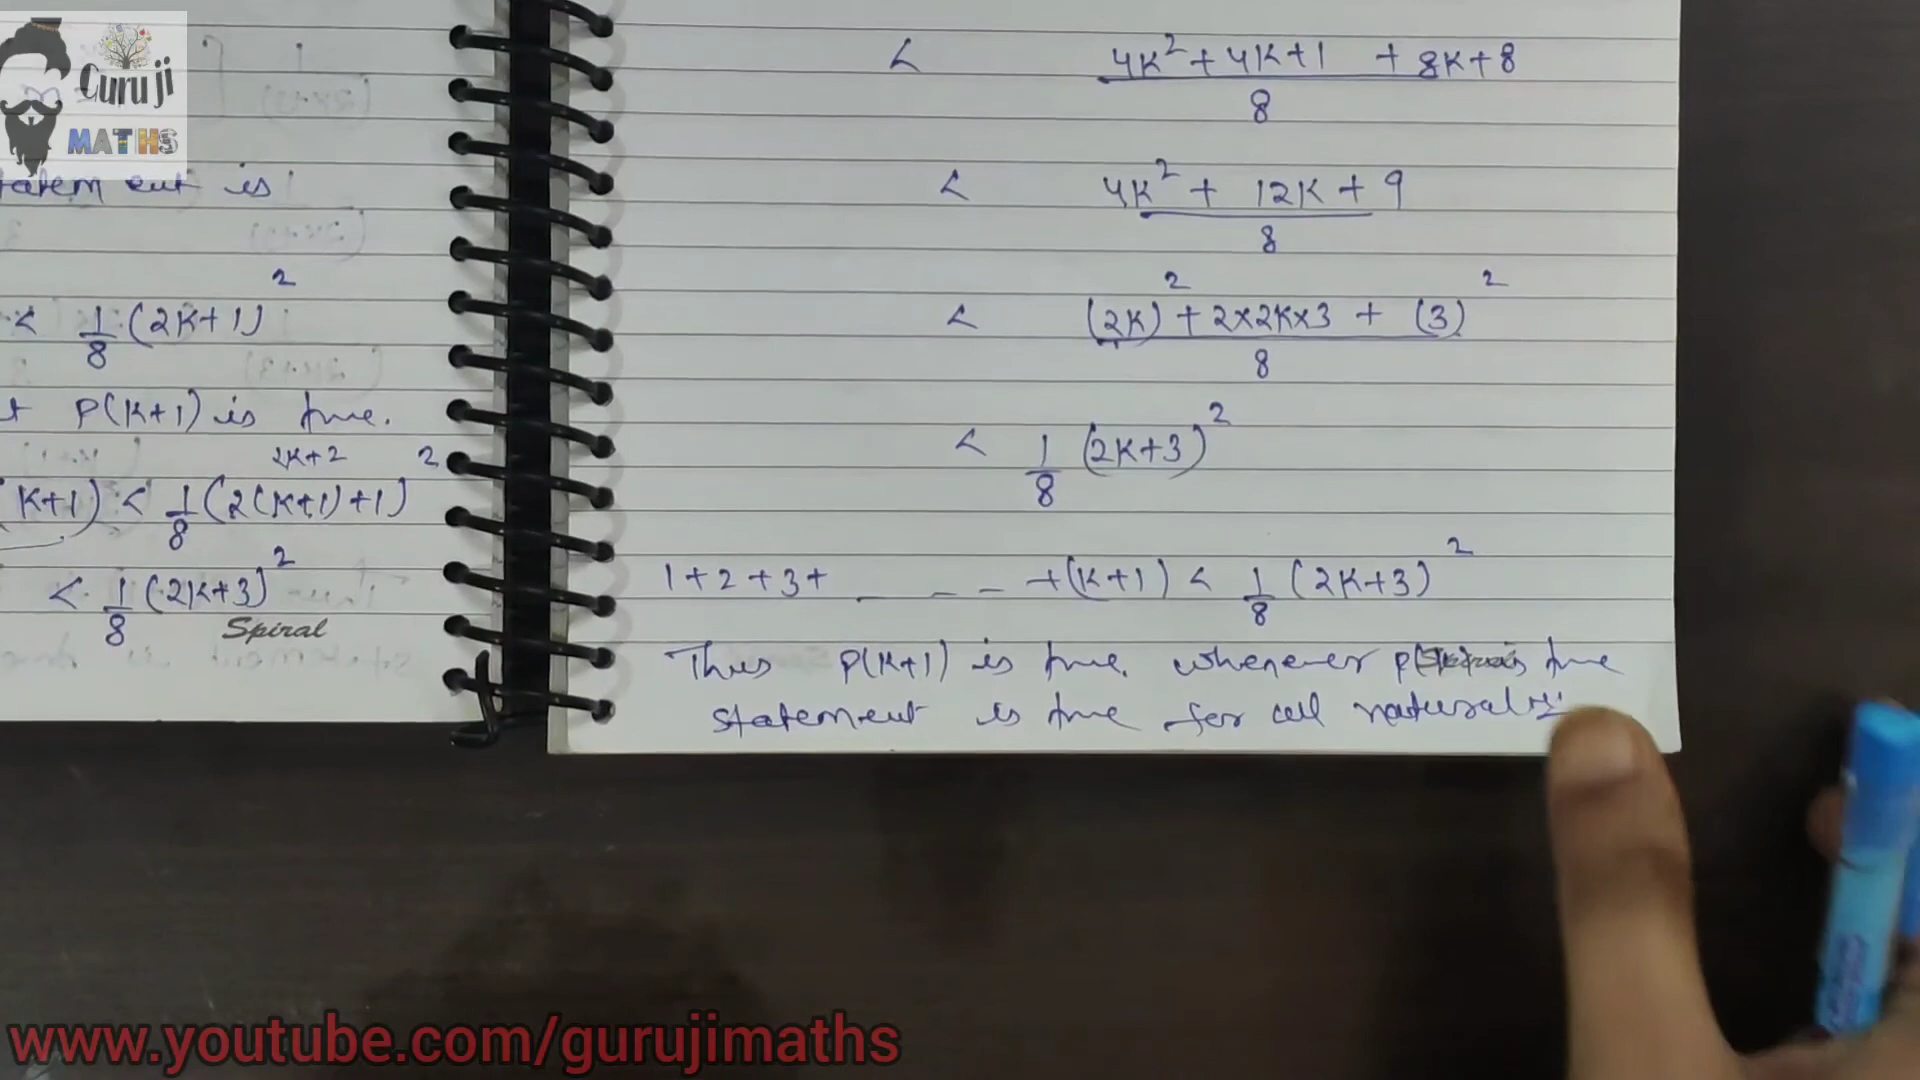 Guru ji
MATHS
statement is
< 1/8 (2K+1)²
P(K+1) is true.
2K+2
K+1) < 1/8 (2(K+1)+1)²
< 1/8 (2K+3)²
Spiral
< 4K²+4K+1 + 8K+8 / 8
< 4K² + 12K + 9 / 8
< (2K)² + 2×2K×3 + (3)² / 8
< 1/8 (2K+3)²
1+2+3+ _ _ _ _ +(K+1) < 1/8 (2K+3)²
Thus P(K+1) is true. whenever is true
statement is true for all natural
www.youtube.com/gurujimaths